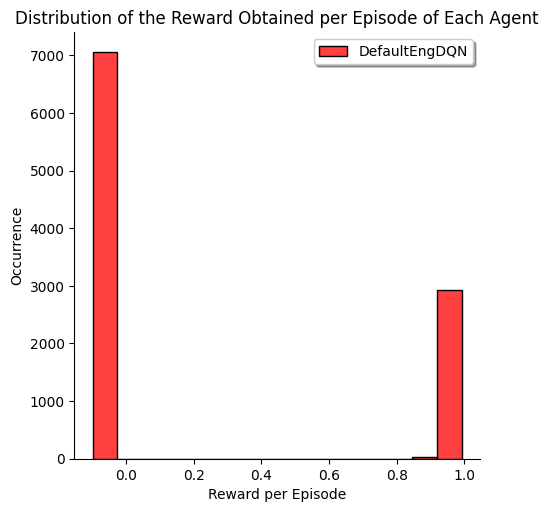 Distribution of the Reward Obtained per Episode of Each Agent
DefaultEngDQN
7000
6000
5000
4000
3000
2000
1000
0
Occurrence
0.0 0.2 0.4 0.6 0.8 1.0
Reward per Episode